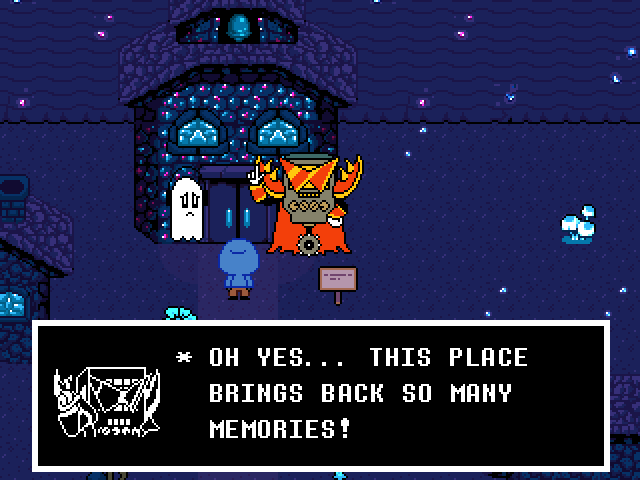 * OH YES... THIS PLACE
BRINGS BACK SO MANY
MEMORIES!